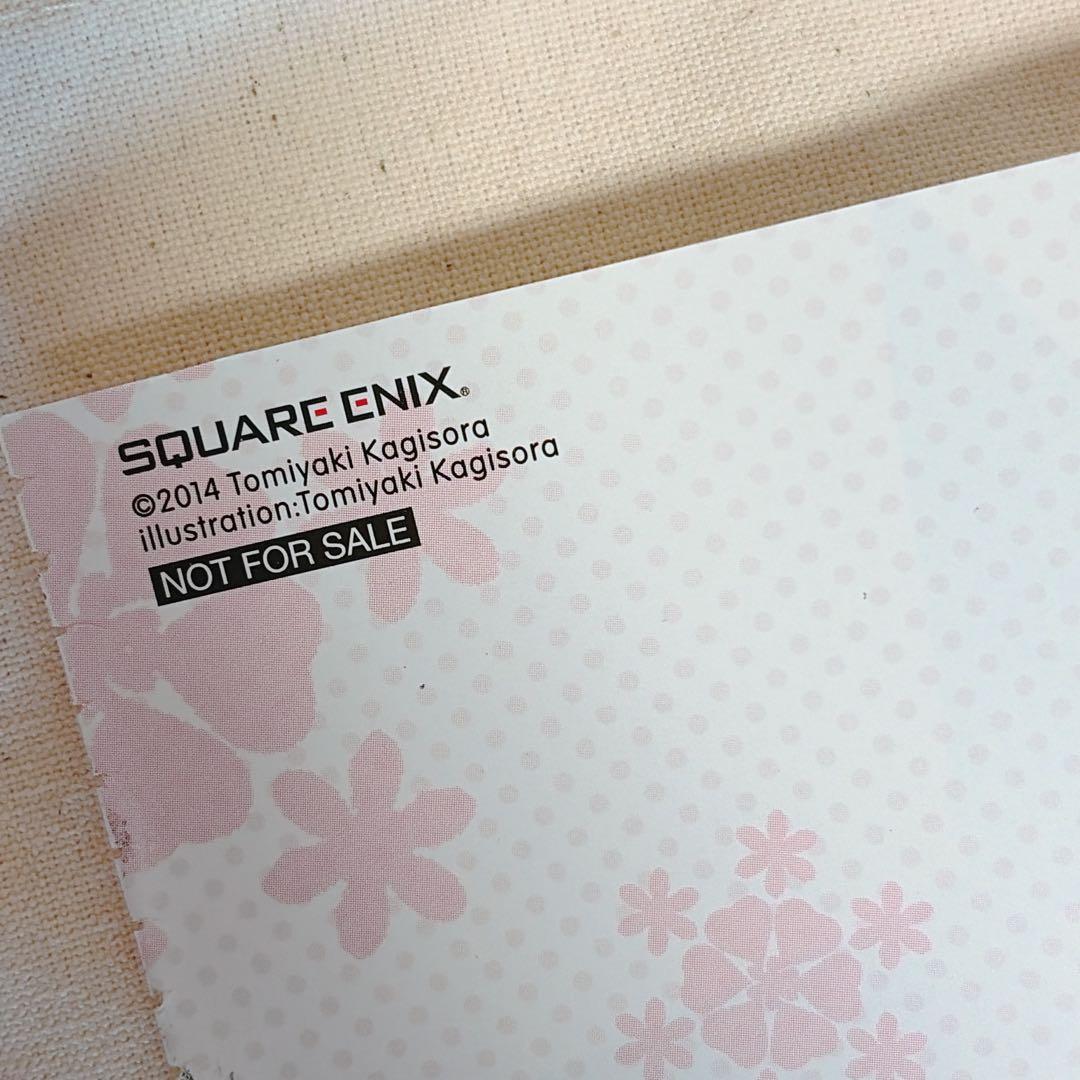 SQUARE ENIX®
©2014 Tomiyaki Kagisora
illustration:Tomiyaki Kagisora
NOT FOR SALE